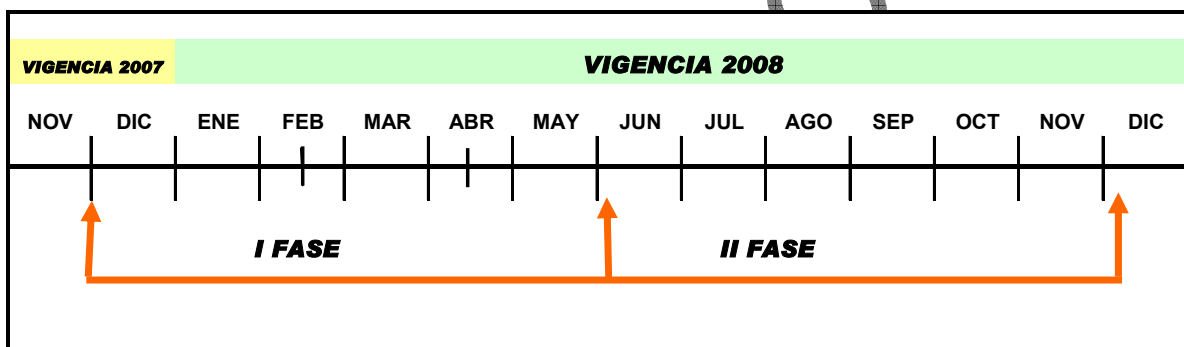 VIGENCIA 2007 VIGENCIA 2008
NOV DIC ENE FEB MAR ABR MAY JUN JUL AGO SEP OCT NOV DIC
I FASE II FASE